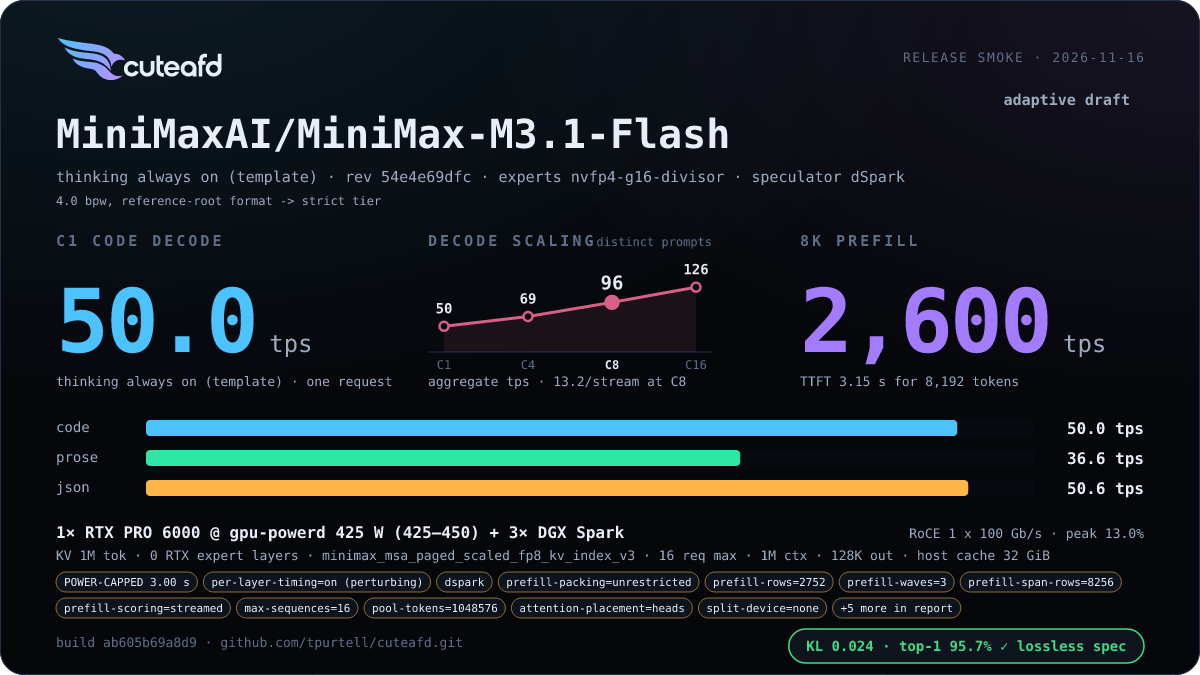 cuteafd
RELEASE SMOKE · 2026-11-16
adaptive draft
MiniMaxAI/MiniMax-M3.1-Flash
thinking always on (template) · rev 54e4e69dfc · experts nvfp4-g16-divisor · speculator dSpark
4.0 bpw, reference-root format -> strict tier
C1 CODE DECODE
50.0 tps
thinking always on (template) · one request
DECODE SCALING distinct prompts
50 69 96 126
C1 C4 C8 C16
aggregate tps · 13.2/stream at C8
8K PREFILL
2,600 tps
TTFT 3.15 s for 8,192 tokens
code 50.0 tps
prose 36.6 tps
json 50.6 tps
1× RTX PRO 6000 @ gpu-powerd 425 W (425–450) + 3× DGX Spark
RoCE 1 x 100 Gb/s · peak 13.0%
KV 1M tok · 0 RTX expert layers · minimax_msa_paged_scaled_fp8_kv_index_v3 · 16 req max · 1M ctx · 128K out · host cache 32 GiB
POWER-CAPPED 3.00 s per-layer-timing=on (perturbing) dspark prefill-packing=unrestricted prefill-rows=2752 prefill-waves=3 prefill-span-rows=8256
prefill-scoring=streamed max-sequences=16 pool-tokens=1048576 attention-placement=heads split-device=none +5 more in report
build ab605b69a8d9 · github.com/tpurtell/cuteafd.git
KL 0.024 · top-1 95.7% ✓ lossless spec